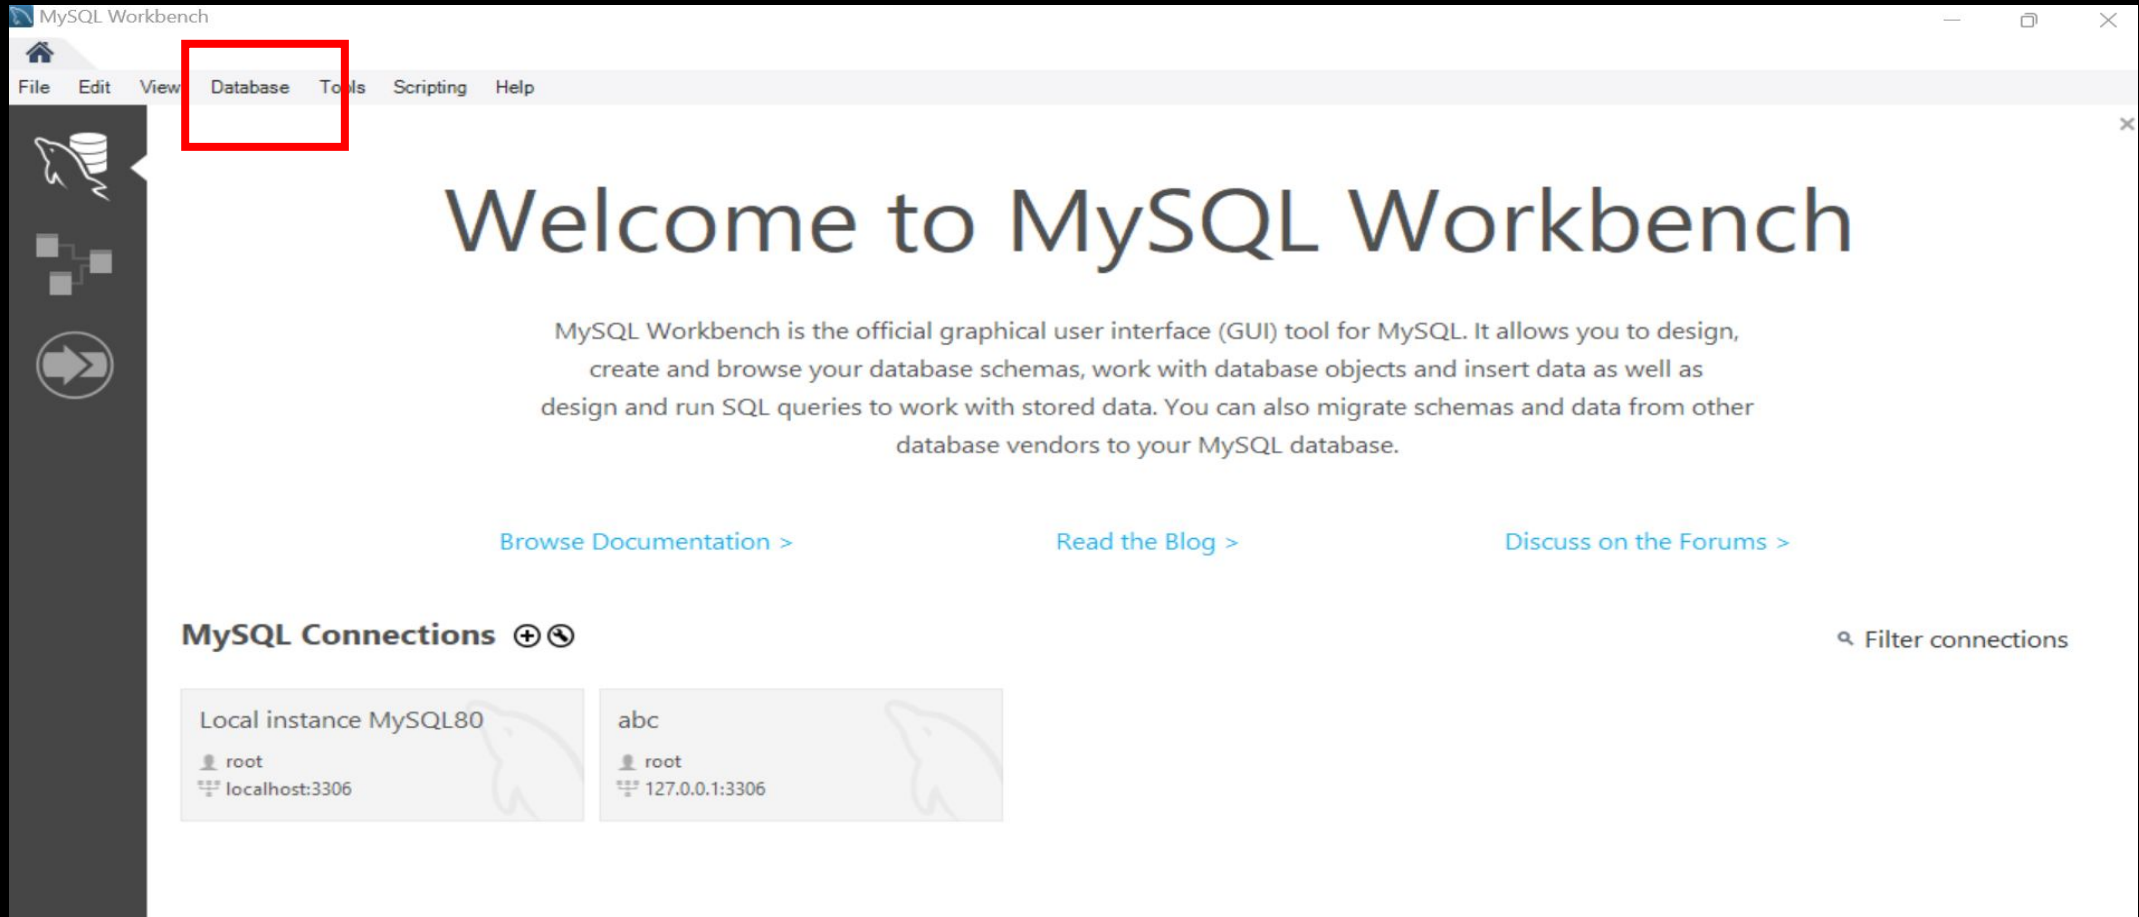 MySQL Workbench
File Edit View Database Tools Scripting Help
Welcome to MySQL Workbench
MySQL Workbench is the official graphical user interface (GUI) tool for MySQL. It allows you to design,
create and browse your database schemas, work with database objects and insert data as well as
design and run SQL queries to work with stored data. You can also migrate schemas and data from other
database vendors to your MySQL database.
Browse Documentation > Read the Blog > Discuss on the Forums >
MySQL Connections Filter connections
Local instance MySQL80 abc
root root
localhost:3306 127.0.0.1:3306